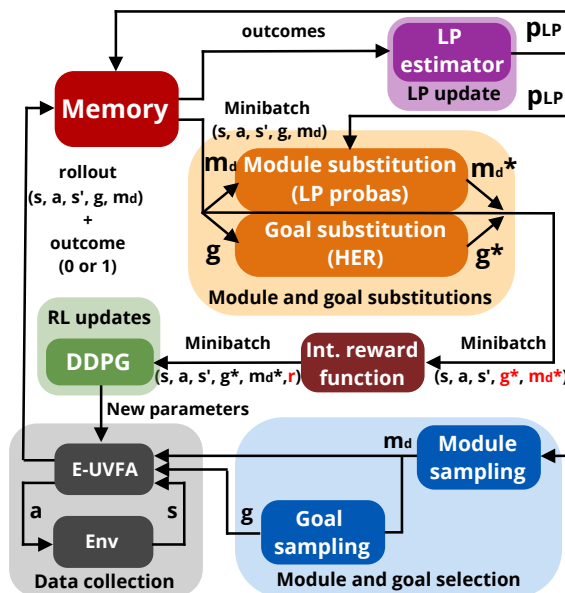 outcomes
pLP
LP
estimator
LP update
pLP
Memory
Minibatch
(s, a, s', g, md)
rollout
(s, a, s', g, md)
+
outcome
(0 or 1)
md
Module substitution
(LP probas)
md*
g
Goal substitution
(HER)
g*
Module and goal substitutions
RL updates
DDPG
Minibatch
(s, a, s', g*, md*,r)
Int. reward
function
Minibatch
(s, a, s', g*, md*)
New parameters
E-UVFA
a
s
Env
Data collection
md
Module
sampling
g
Goal
sampling
Module and goal selection